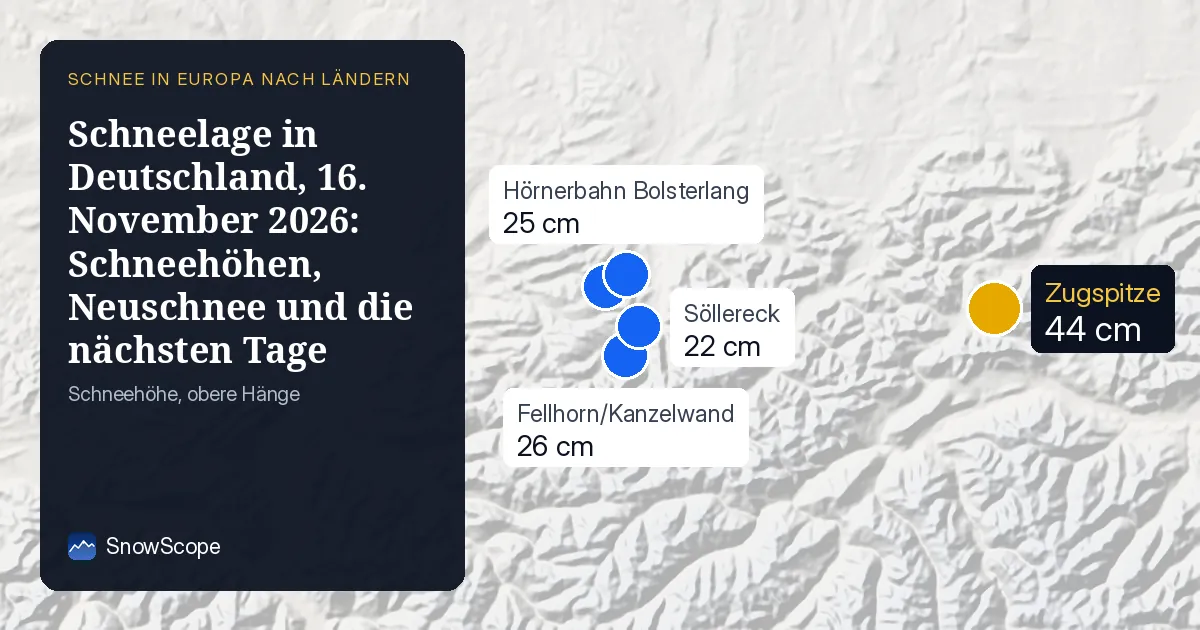 SCHNEE IN EUROPA NACH LÄNDERN
Schneelage in
Deutschland, 16.
November 2026:
Schneehöhen,
Neuschnee und die
nächsten Tage
Schneehöhe, obere Hänge
SnowScope
Hörnerbahn Bolsterlang
25 cm
Söllereck
22 cm
Fellhorn/Kanzelwand
26 cm
Zugspitze
44 cm